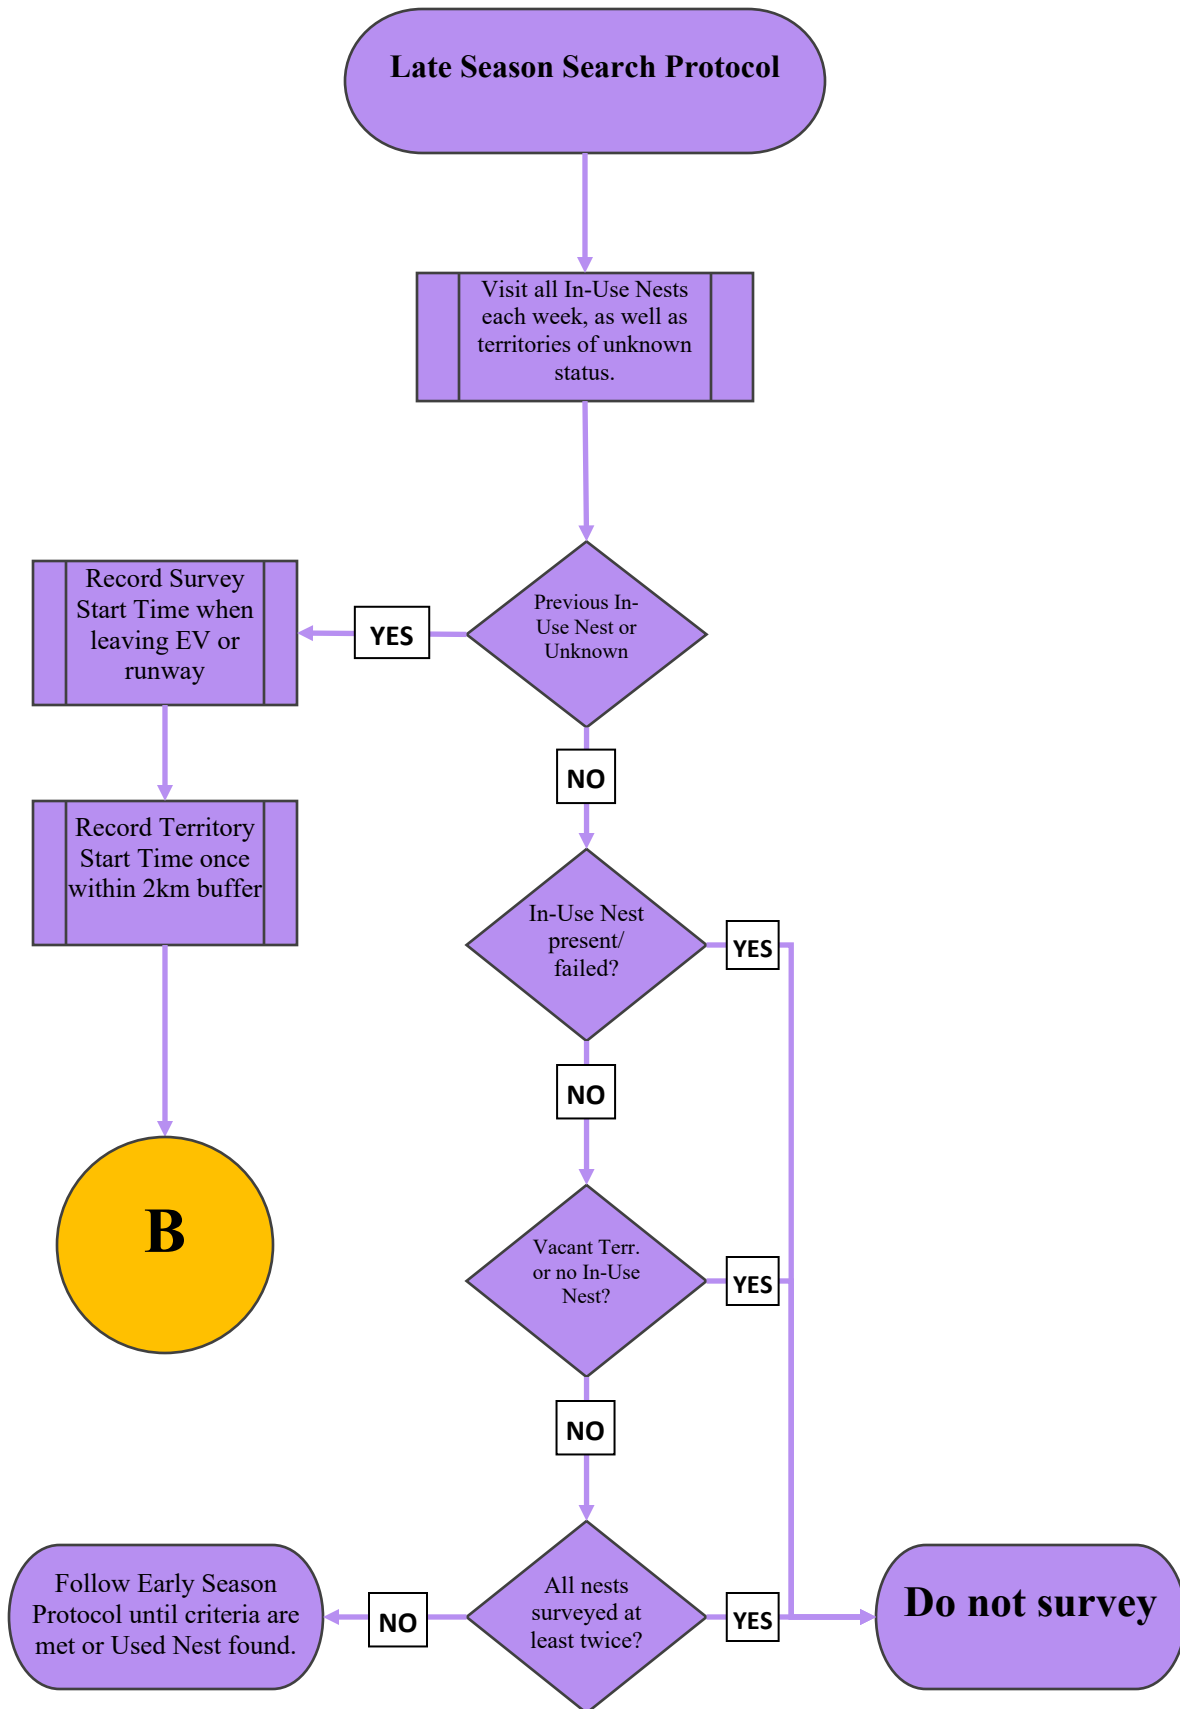 Late Season Search Protocol
Visit all In-Use Nests
each week, as well as
territories of unknown
status.
Previous In-
Use Nest or
Unknown
YES
Record Survey
Start Time when
leaving EV or
runway
Record Territory
Start Time once
within 2km buffer
B
NO
In-Use Nest
present/
failed?
YES
NO
Vacant Terr.
or no In-Use
Nest?
YES
NO
All nests
surveyed at
least twice?
YES
Do not survey
NO
Follow Early Season
Protocol until criteria are
met or Used Nest found.